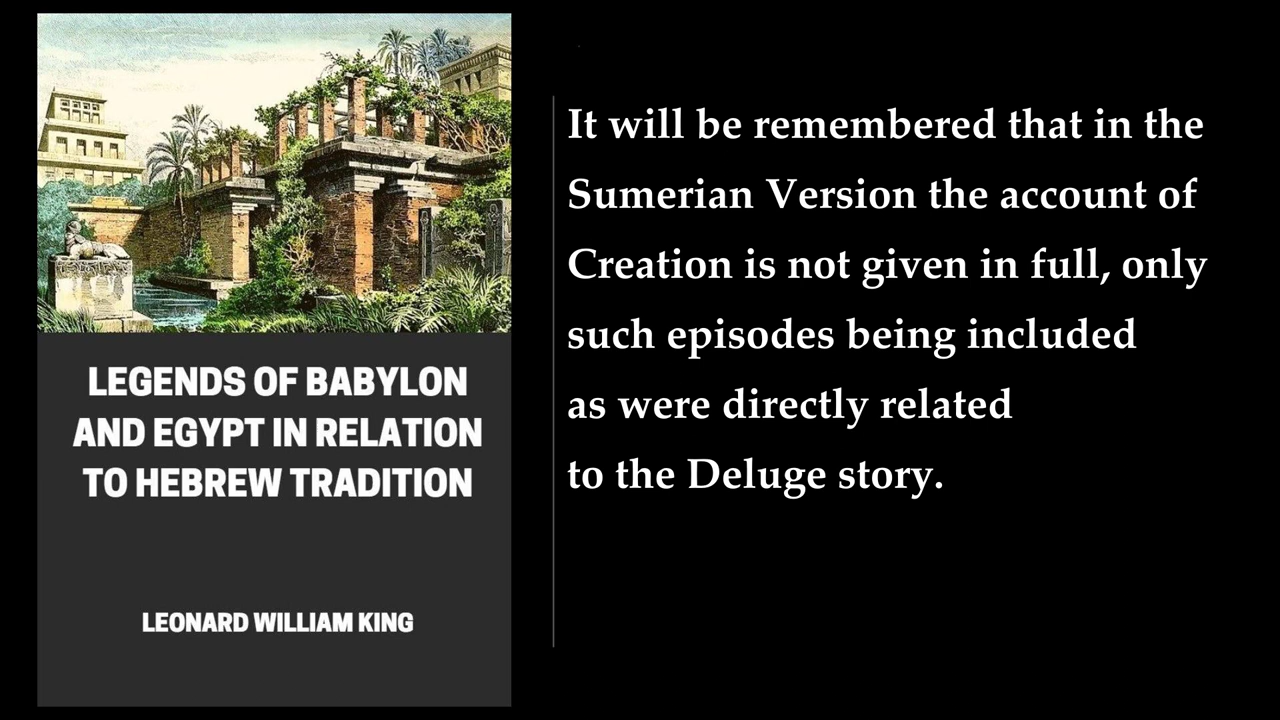 LEGENDS OF BABYLON
AND EGYPT IN RELATION
TO HEBREW TRADITION
LEONARD WILLIAM KING
It will be remembered that in the
Sumerian Version the account of
Creation is not given in full, only
such episodes being included
as were directly related
to the Deluge story.